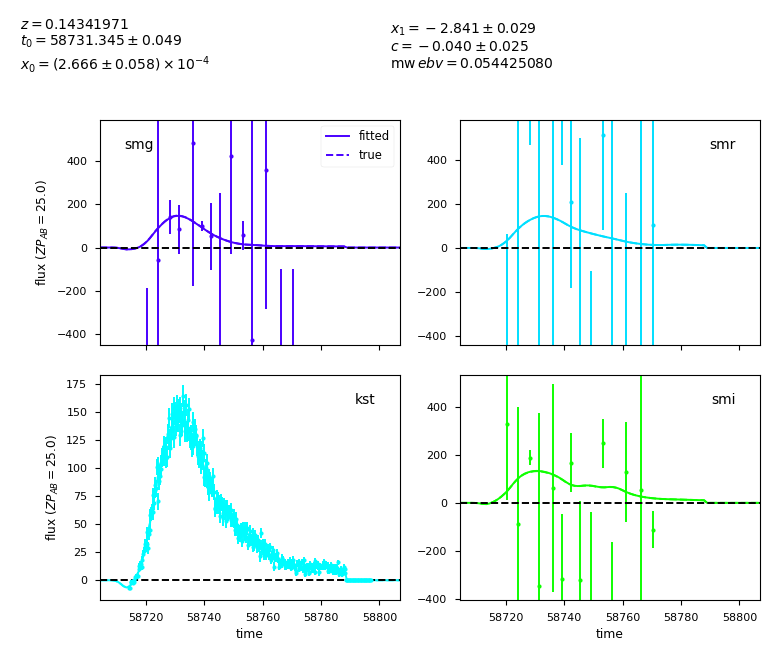 z = 0.14341971
t₀ = 58731.345 ± 0.049
x₀ = (2.666 ± 0.058) × 10⁻⁴
x₁ = −2.841 ± 0.029
c = −0.040 ± 0.025
mw ebv = 0.054425080
smg
fitted
true
400
200
0
−200
−400
flux (ZP_AB = 25.0)
smr
400
200
0
−200
−400
kst
175
150
125
100
75
50
25
0
flux (ZP_AB = 25.0)
58720 58740 58760 58780 58800
time
smi
400
200
0
−200
−400
58720 58740 58760 58780 58800
time